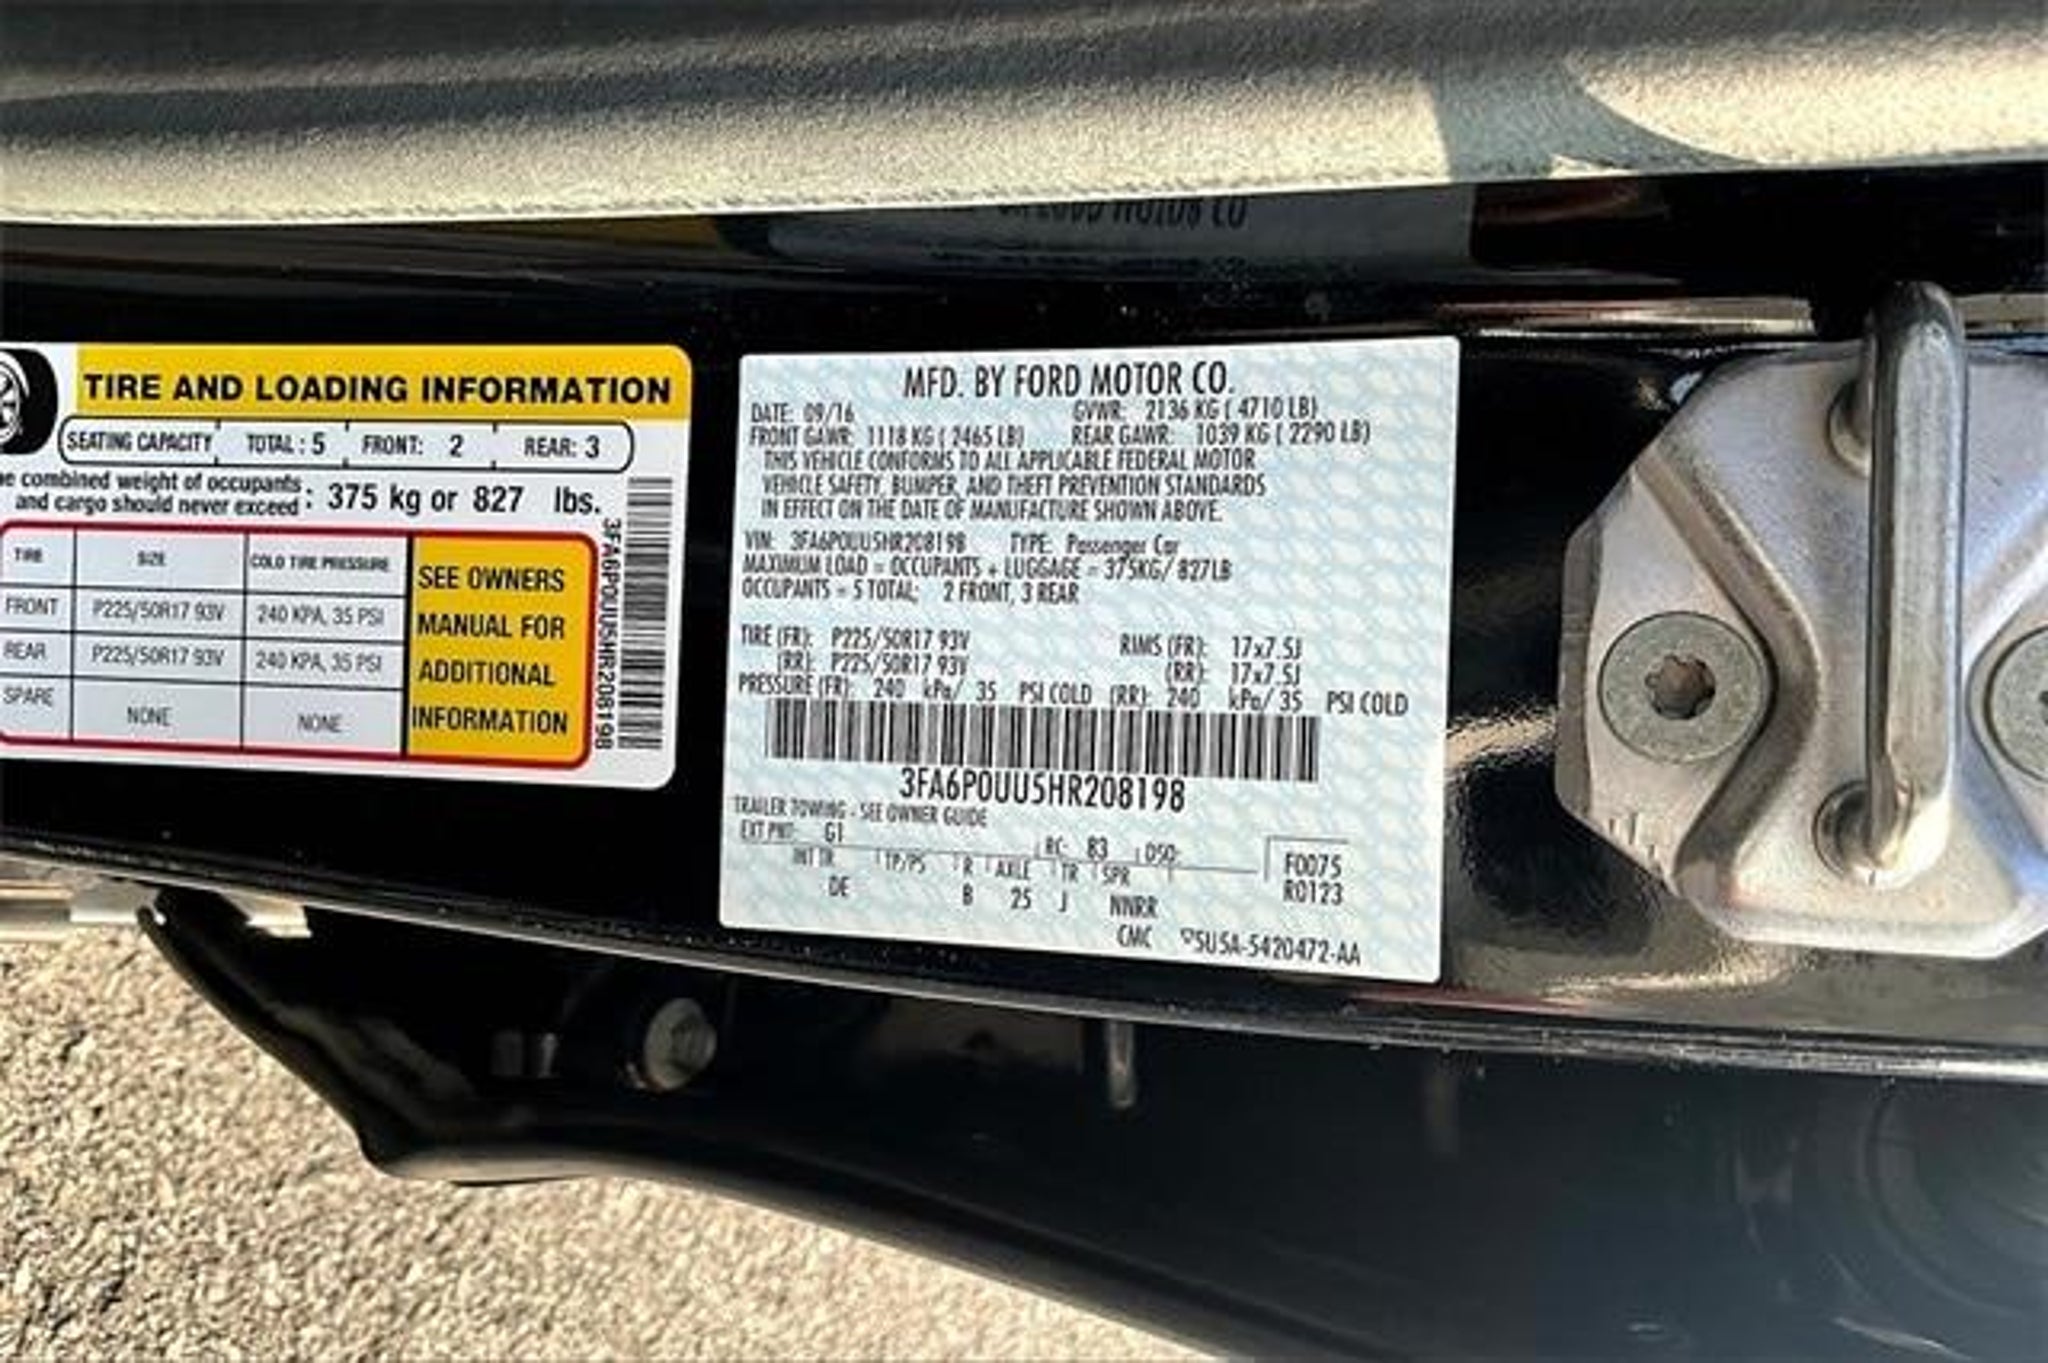 TIRE AND LOADING INFORMATION
SEATING CAPACITY TOTAL : 5 FRONT: 2 REAR: 3
combined weight of occupants
and cargo should never exceed : 375 kg or 827 lbs.
TIRE SIZE COLD TIRE PRESSURE
FRONT P225/50R17 93V 240 KPA, 35 PSI
REAR P225/50R17 93V 240 KPA, 35 PSI
SPARE NONE NONE
SEE OWNERS
MANUAL FOR
ADDITIONAL
INFORMATION
3FA6P0UU5HR208198
MFD. BY FORD MOTOR CO.
DATE: 09/16 GVWR: 2136 KG ( 4710 LB)
FRONT GAWR: 1118 KG ( 2465 LB) REAR GAWR: 1039 KG ( 2290 LB)
THIS VEHICLE CONFORMS TO ALL APPLICABLE FEDERAL MOTOR
VEHICLE SAFETY, BUMPER, AND THEFT PREVENTION STANDARDS
IN EFFECT ON THE DATE OF MANUFACTURE SHOWN ABOVE.
VIN: 3FA6P0UU5HR208198 TYPE: Passenger Car
MAXIMUM LOAD = OCCUPANTS + LUGGAGE = 375KG/ 827LB
OCCUPANTS = 5 TOTAL: 2 FRONT, 3 REAR
TIRE (FR): P225/50R17 93V RIMS (FR): 17x7.5J
(RR): P225/50R17 93V (RR): 17x7.5J
PRESSURE (FR): 240 kPa/ 35 PSI COLD (RR): 240 kPa/ 35 PSI COLD
3FA6P0UU5HR208198
TRAILER TOWING - SEE OWNER GUIDE
EXT PNT: G1 RC: 83 DSO: F0075
INT TR TP/PS R AXLE TR SPR R0123
DE B 25 J NNRR
CMC 5U5A-5420472-AA